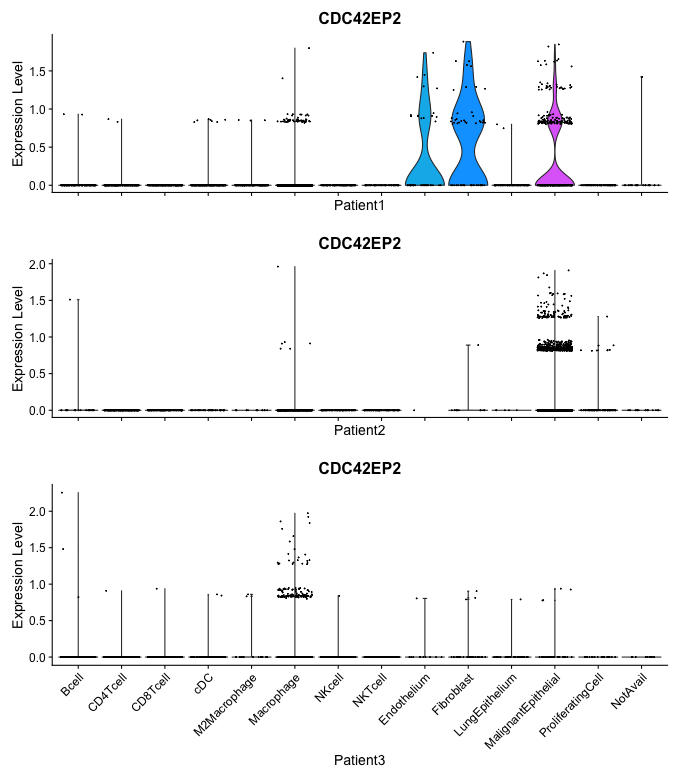 CDC42EP2
Expression Level
1.5
1.0
0.5
0.0
Patient1
CDC42EP2
Expression Level
2.0
1.5
1.0
0.5
0.0
Patient2
CDC42EP2
Expression Level
2.0
1.5
1.0
0.5
0.0
Bcell
CD4Tcell
CD8Tcell
cDC
M2Macrophage
Macrophage
NKcell
NKTcell
Endothelium
Fibroblast
LungEpithelium
MalignantEpithelial
ProliferatingCell
NotAvail
Patient3